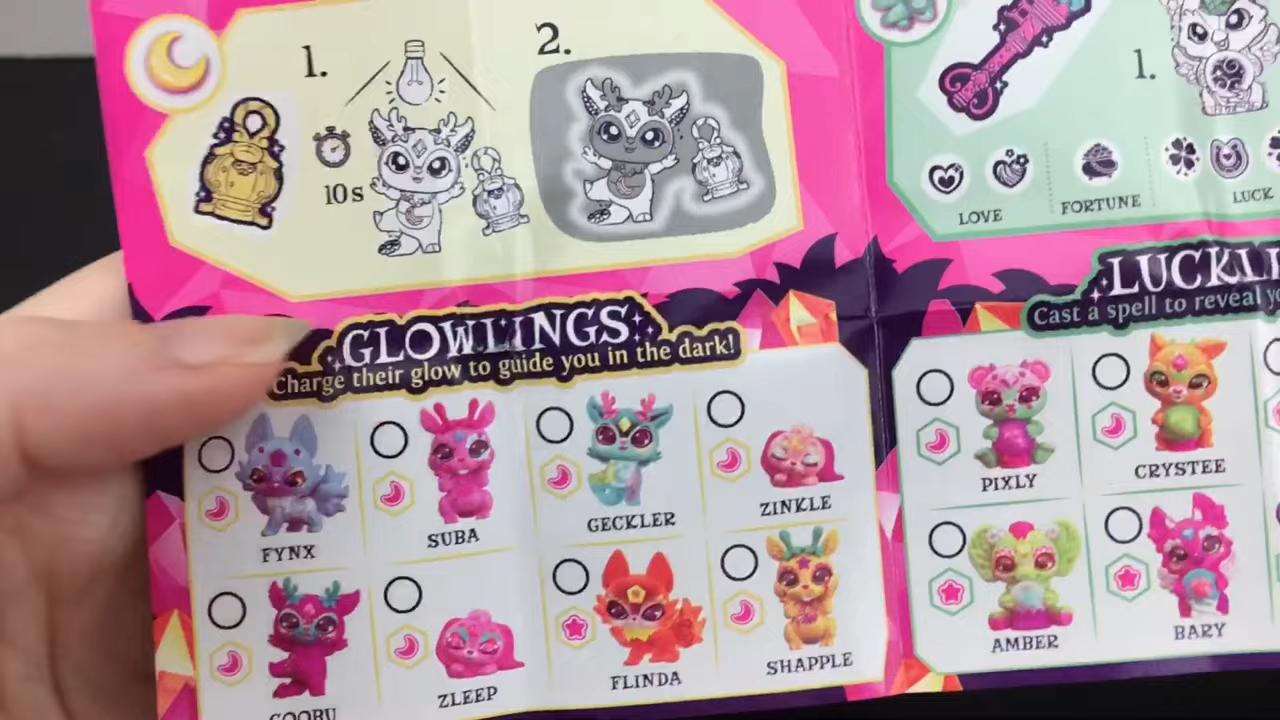 1.
2.
10s
1.
LOVE
FORTUNE
LUCK
GLOWLINGS
Charge their glow to guide you in the dark!
FYNX
SUBA
GECKLER
ZINKLE
ZLEEP
FLINDA
SHAPPLE
Cast a spell to reveal
PIXLY
CRYSTEE
AMBER
BARY